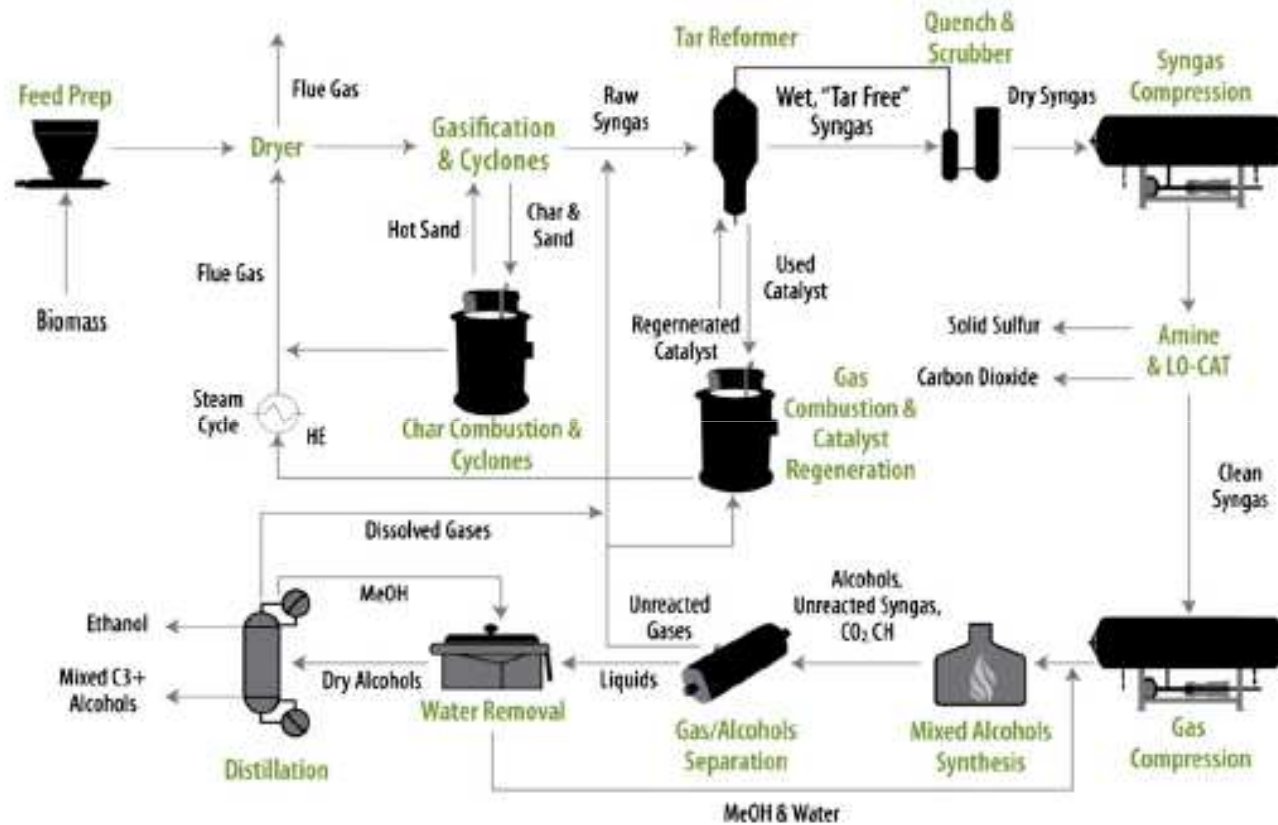 Feed Prep
Flue Gas
Dryer
Gasification
& Cyclones
Raw
Syngas
Tar Reformer
Wet, "Tar Free"
Syngas
Quench &
Scrubber
Dry Syngas
Syngas
Compression
Biomass
Flue Gas
Hot Sand
Char &
Sand
Char Combustion &
Cyclones
Steam
Cycle
HE
Regernerated
Catalyst
Used
Catalyst
Gas
Combustion &
Catalyst
Regeneration
Solid Sulfur
Carbon Dioxide
Amine
& LO-CAT
Clean
Syngas
Dissolved Gases
MeOH
Ethanol
Mixed C3+
Alcohols
Distillation
Dry Alcohols
Water Removal
Liquids
Unreacted
Gases
Gas/Alcohols
Separation
Alcohols,
Unreacted Syngas,
CO₂ CH
Mixed Alcohols
Synthesis
Gas
Compression
MeOH & Water